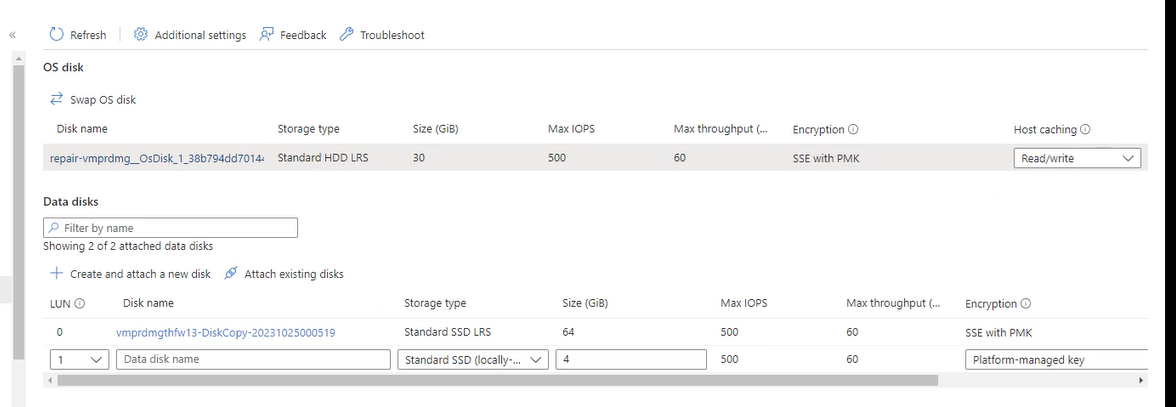 « Refresh Additional settings Feedback Troubleshoot
OS disk
Swap OS disk
Disk name Storage type Size (GiB) Max IOPS Max throughput (... Encryption Host caching
repair-vmprdmg__OsDisk_1_38b794dd70144 Standard HDD LRS 30 500 60 SSE with PMK Read/write
Data disks
Filter by name
Showing 2 of 2 attached data disks
Create and attach a new disk Attach existing disks
LUN Disk name Storage type Size (GiB) Max IOPS Max throughput (... Encryption
0 vmprdmgthfw13-DiskCopy-20231025000519 Standard SSD LRS 64 500 60 SSE with PMK
1 Data disk name Standard SSD (locally-... 4 500 60 Platform-managed key